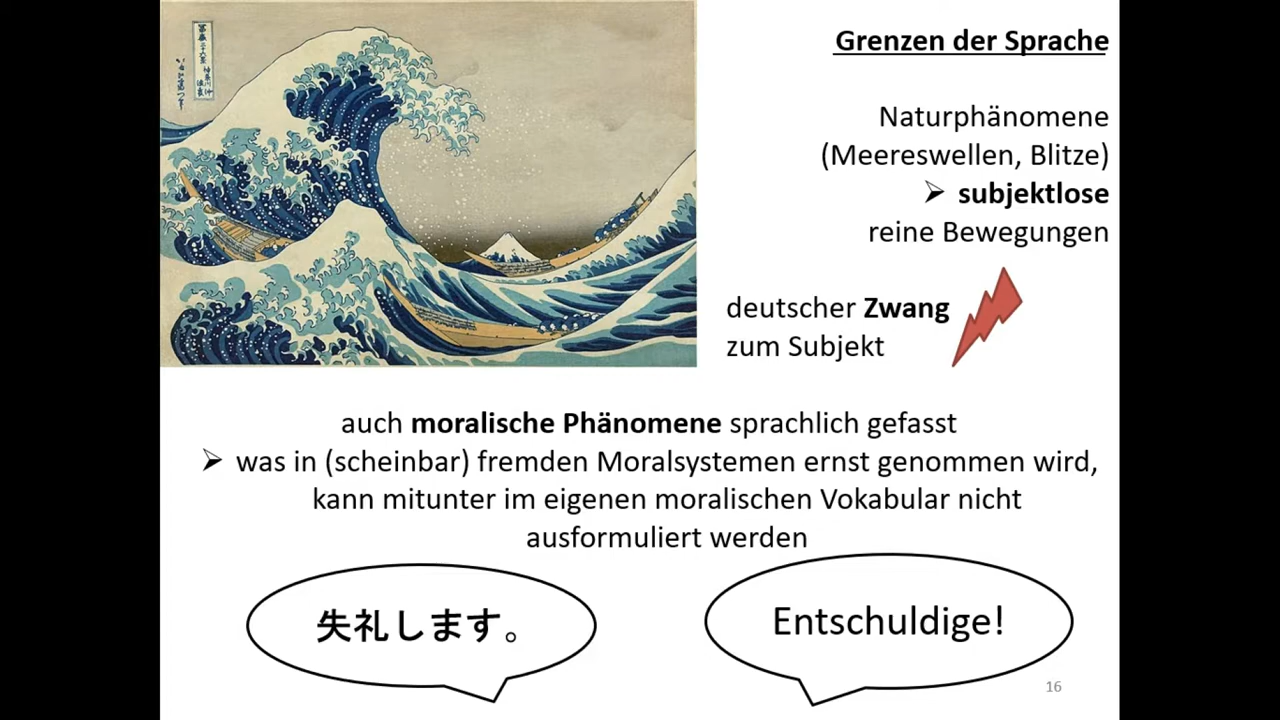 Grenzen der Sprache
Naturphänomene
(Meereswellen, Blitze)
➢ subjektlose
reine Bewegungen
deutscher Zwang
zum Subjekt
auch moralische Phänomene sprachlich gefasst
➢ was in (scheinbar) fremden Moralsystemen ernst genommen wird,
kann mitunter im eigenen moralischen Vokabular nicht
ausformuliert werden
失礼します。
Entschuldige!
16